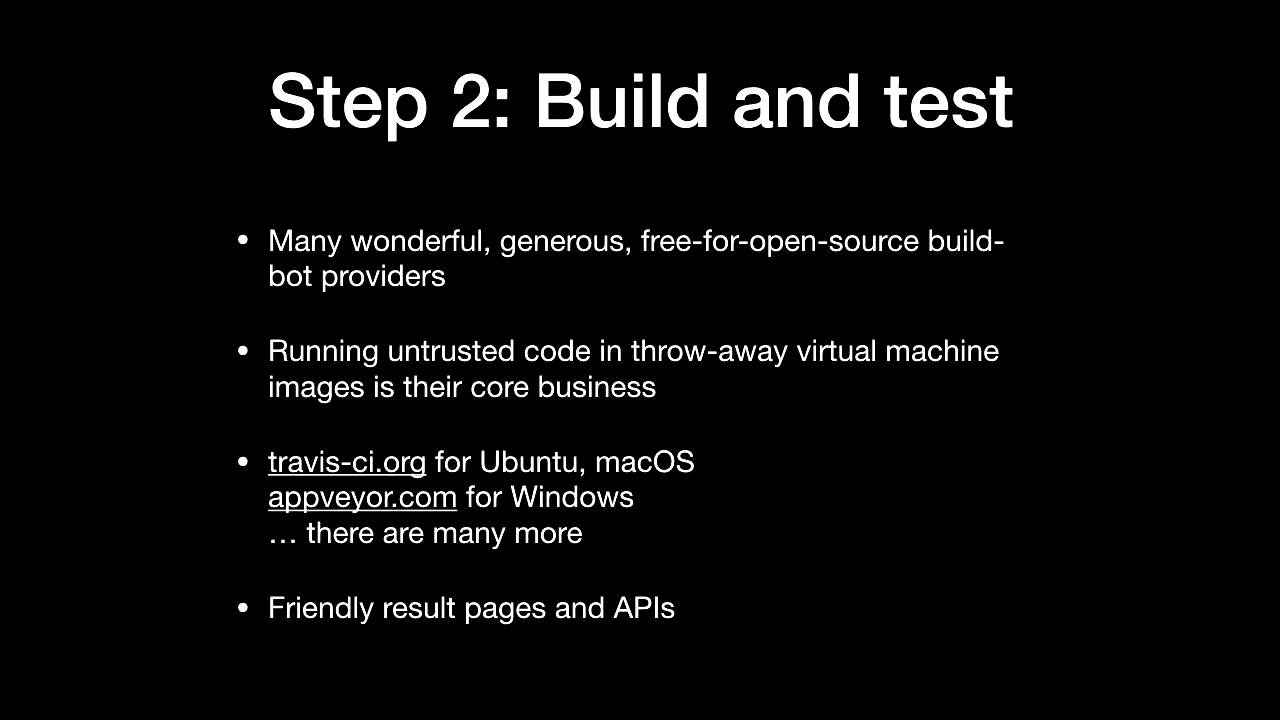 Step 2: Build and test
• Many wonderful, generous, free-for-open-source build-
bot providers
• Running untrusted code in throw-away virtual machine
images is their core business
• travis-ci.org for Ubuntu, macOS
appveyor.com for Windows
… there are many more
• Friendly result pages and APIs